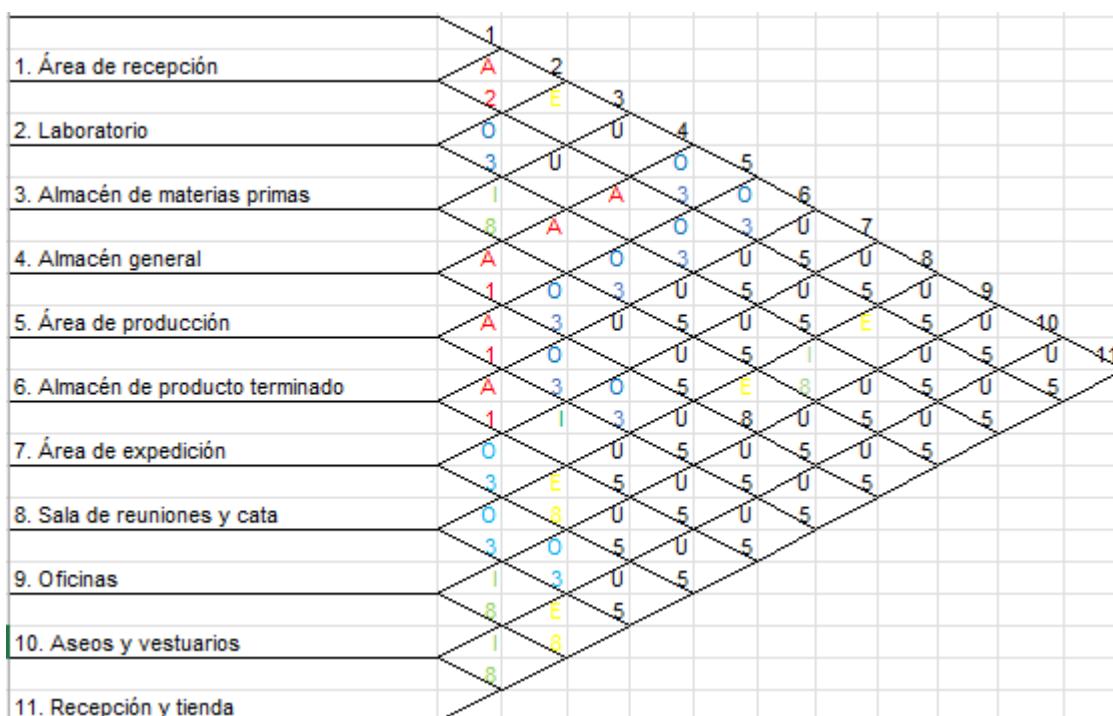 1
1. Área de recepción A 2
2 E 3
2. Laboratorio O U 4
3 U O 5
3. Almacén de materias primas I A 3 O 6
8 A O 3 U 7
4. Almacén general A O 3 U 5 U 8
1 O 3 U 5 U 5 U 9
5. Área de producción A 3 U 5 U 5 E 5 U 10
1 O U 5 I U 5 U 11
6. Almacén de producto terminado A 3 O 5 E 8 U 5 U 5
1 I 3 U 8 U 5 U 5
7. Área de expedición O U 5 U 5 U 5
3 E 5 U 5 U 5
8. Sala de reuniones y cata O 8 U 5 U 5
3 O 5 U 5
9. Oficinas I 3 U 5
8 E 5
10. Aseos y vestuarios I 8
8
11. Recepción y tienda